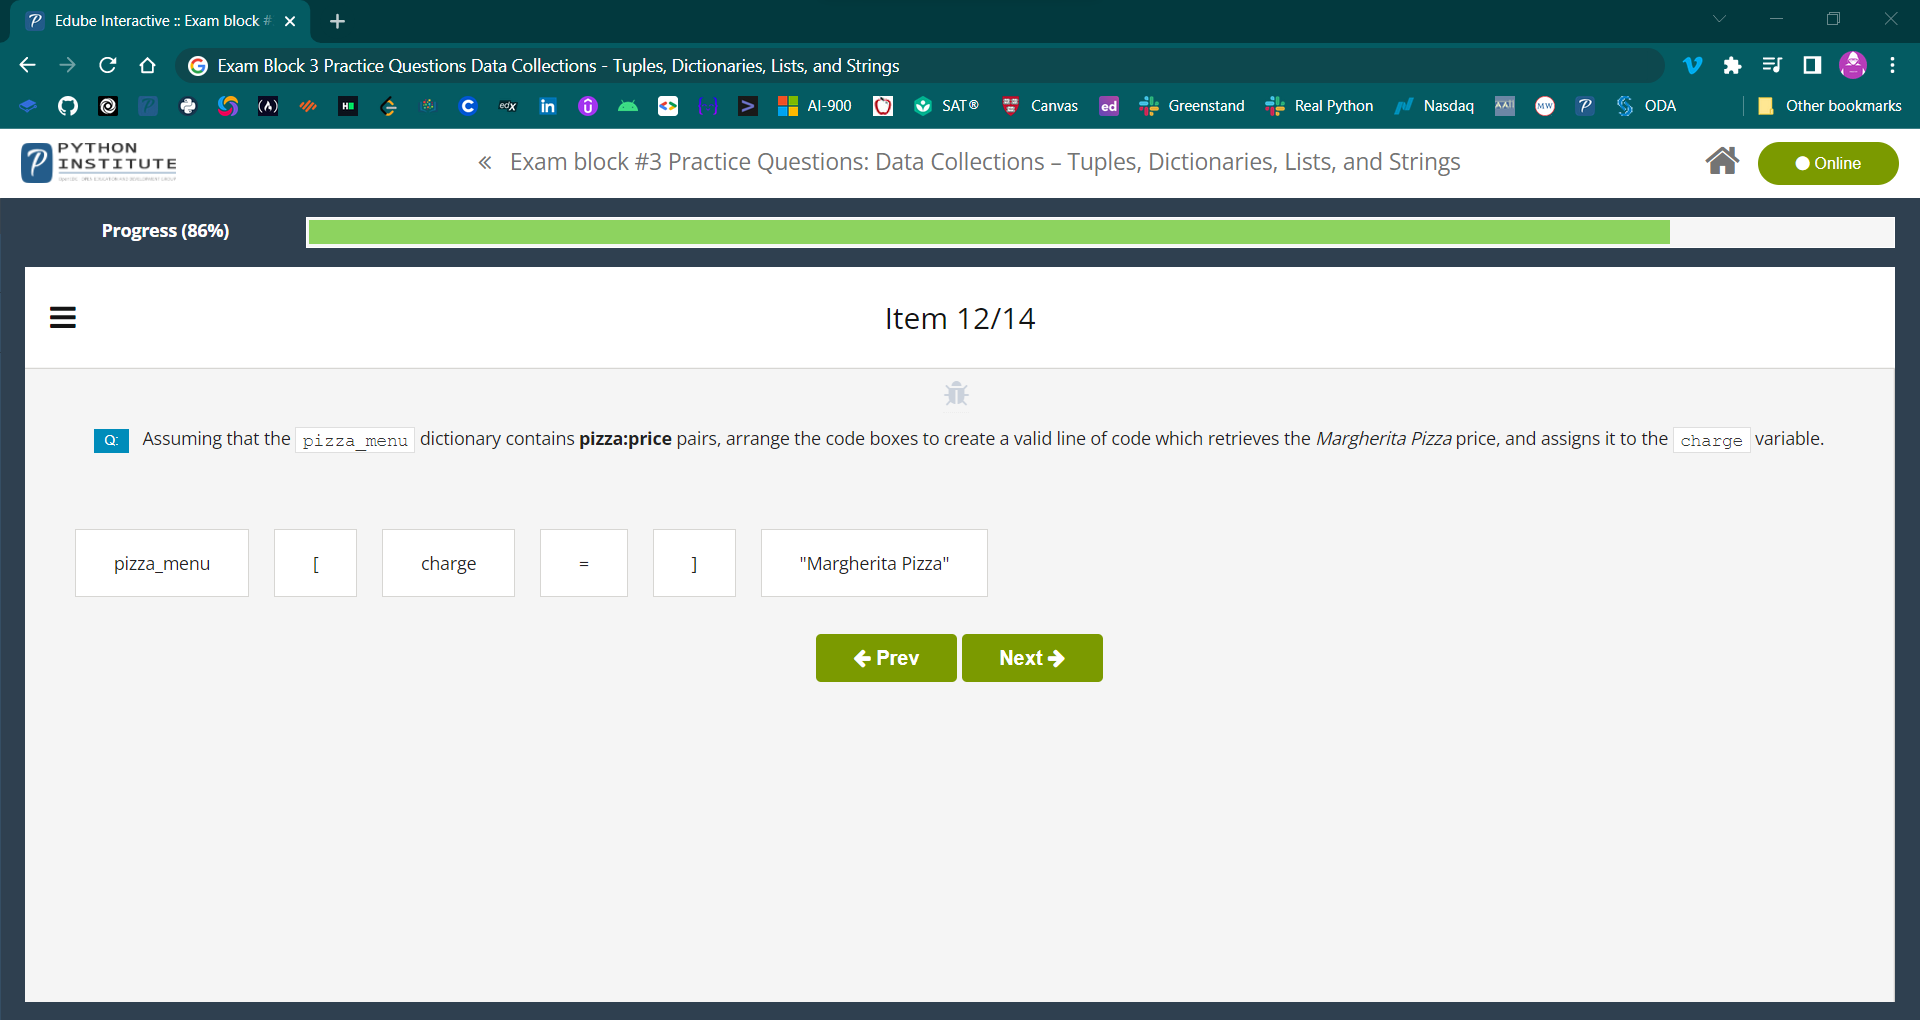 Edube Interactive :: Exam block #
Exam Block 3 Practice Questions Data Collections - Tuples, Dictionaries, Lists, and Strings
AI-900 SAT® Canvas ed Greenstand Real Python Nasdaq MW ODA Other bookmarks
PYTHON
INSTITUTE
« Exam block #3 Practice Questions: Data Collections – Tuples, Dictionaries, Lists, and Strings
Online
Progress (86%)
Item 12/14
Q: Assuming that the pizza_menu dictionary contains pizza:price pairs, arrange the code boxes to create a valid line of code which retrieves the Margherita Pizza price, and assigns it to the charge variable.
pizza_menu [ charge = ] "Margherita Pizza"
Prev Next